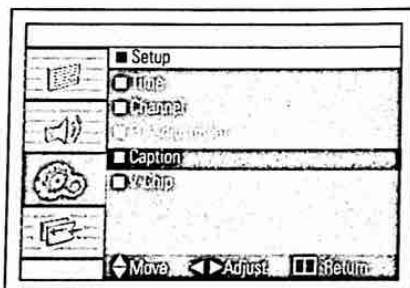 Setup
Time
Channel
Caption
V-chip
Move Adjust Return